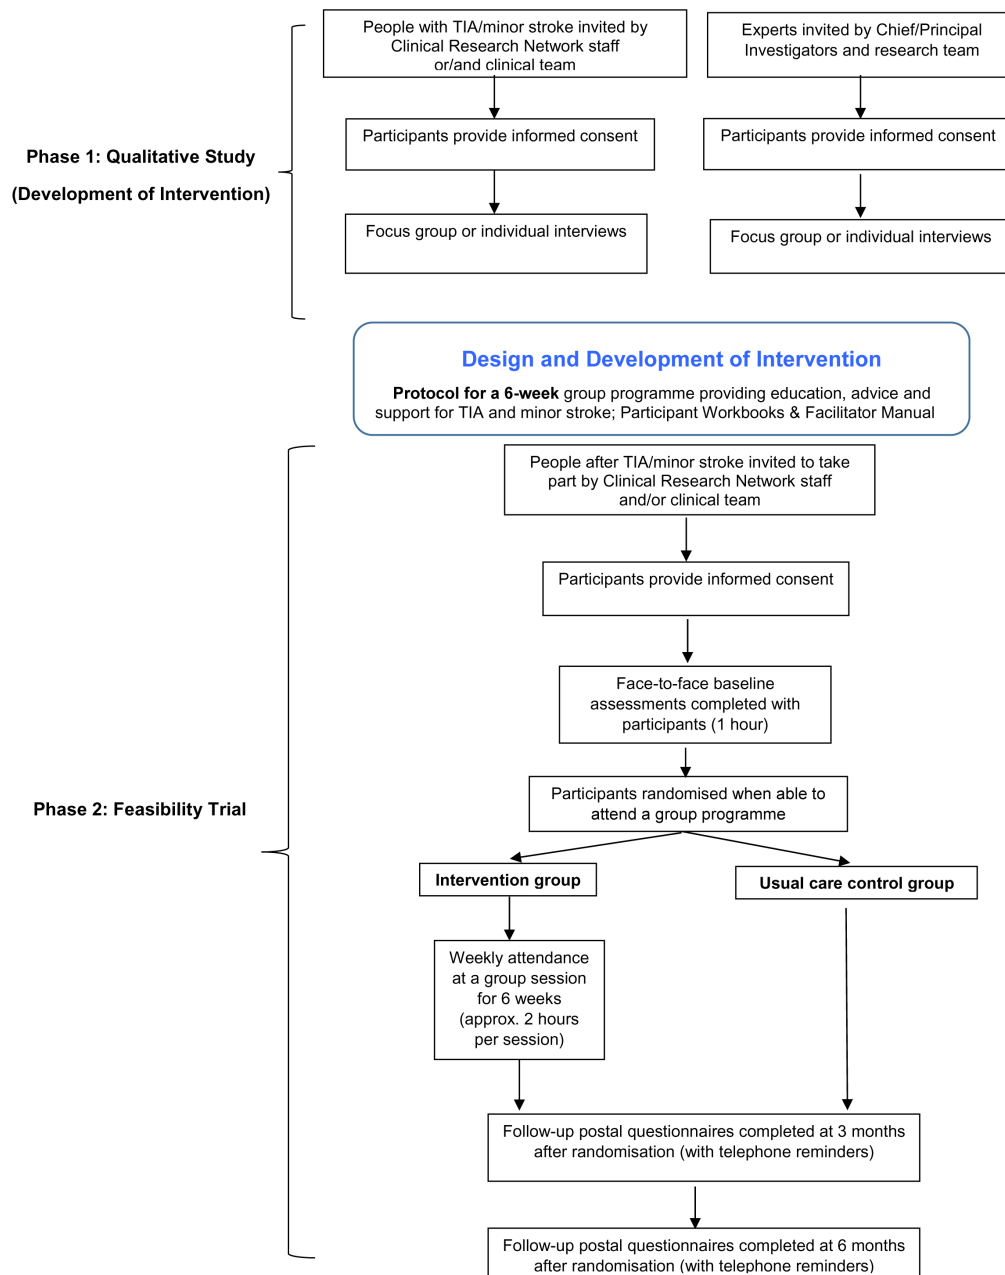 People with TIA/minor stroke invited by
Clinical Research Network staff
or/and clinical team
Experts invited by Chief/Principal
Investigators and research team
Participants provide informed consent
Participants provide informed consent
Phase 1: Qualitative Study
(Development of Intervention)
Focus group or individual interviews
Focus group or individual interviews
Design and Development of Intervention
Protocol for a 6-week group programme providing education, advice and
support for TIA and minor stroke; Participant Workbooks & Facilitator Manual
People after TIA/minor stroke invited to take
part by Clinical Research Network staff
and/or clinical team
Participants provide informed consent
Face-to-face baseline
assessments completed with
participants (1 hour)
Phase 2: Feasibility Trial
Participants randomised when able to
attend a group programme
Intervention group
Usual care control group
Weekly attendance
at a group session
for 6 weeks
(approx. 2 hours
per session)
Follow-up postal questionnaires completed at 3 months
after randomisation (with telephone reminders)
Follow-up postal questionnaires completed at 6 months
after randomisation (with telephone reminders)